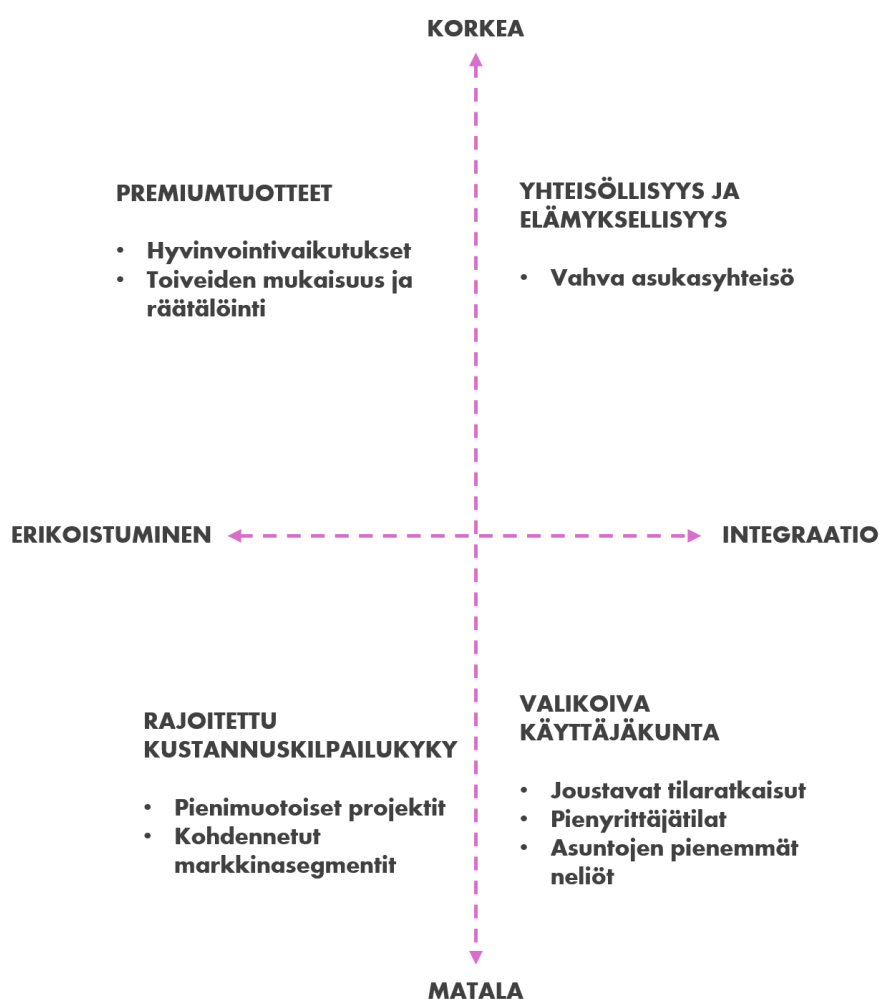 KORKEA
PREMIUMTUOTTEET
• Hyvinvointivaikutukset
• Toiveiden mukaisuus ja
räätälöinti
YHTEISÖLLISYYS JA
ELÄMYKSELLISYYS
• Vahva asukasyhteisö
ERIKOISTUMINEN
INTEGRAATIO
RAJOITETTU
KUSTANNUSKILPAILUKYKY
• Pienimuotoiset projektit
• Kohdennetut
markkinasegmentit
VALIKOIVA
KÄYTTÄJÄKUNTA
• Joustavat tilaratkaisut
• Pienyrittäjätilat
• Asuntojen pienemmät
neliöt
MATALA